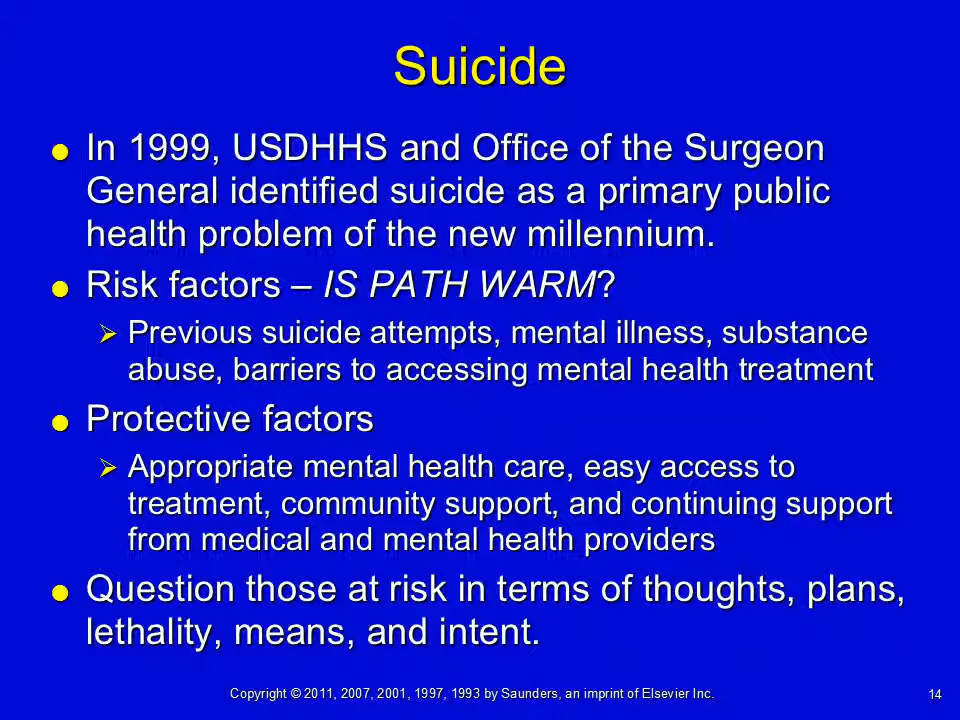 Suicide
● In 1999, USDHHS and Office of the Surgeon
General identified suicide as a primary public
health problem of the new millennium.
● Risk factors – IS PATH WARM?
➢ Previous suicide attempts, mental illness, substance
abuse, barriers to accessing mental health treatment
● Protective factors
➢ Appropriate mental health care, easy access to
treatment, community support, and continuing support
from medical and mental health providers
● Question those at risk in terms of thoughts, plans,
lethality, means, and intent.
Copyright © 2011, 2007, 2001, 1997, 1993 by Saunders, an imprint of Elsevier Inc.
14